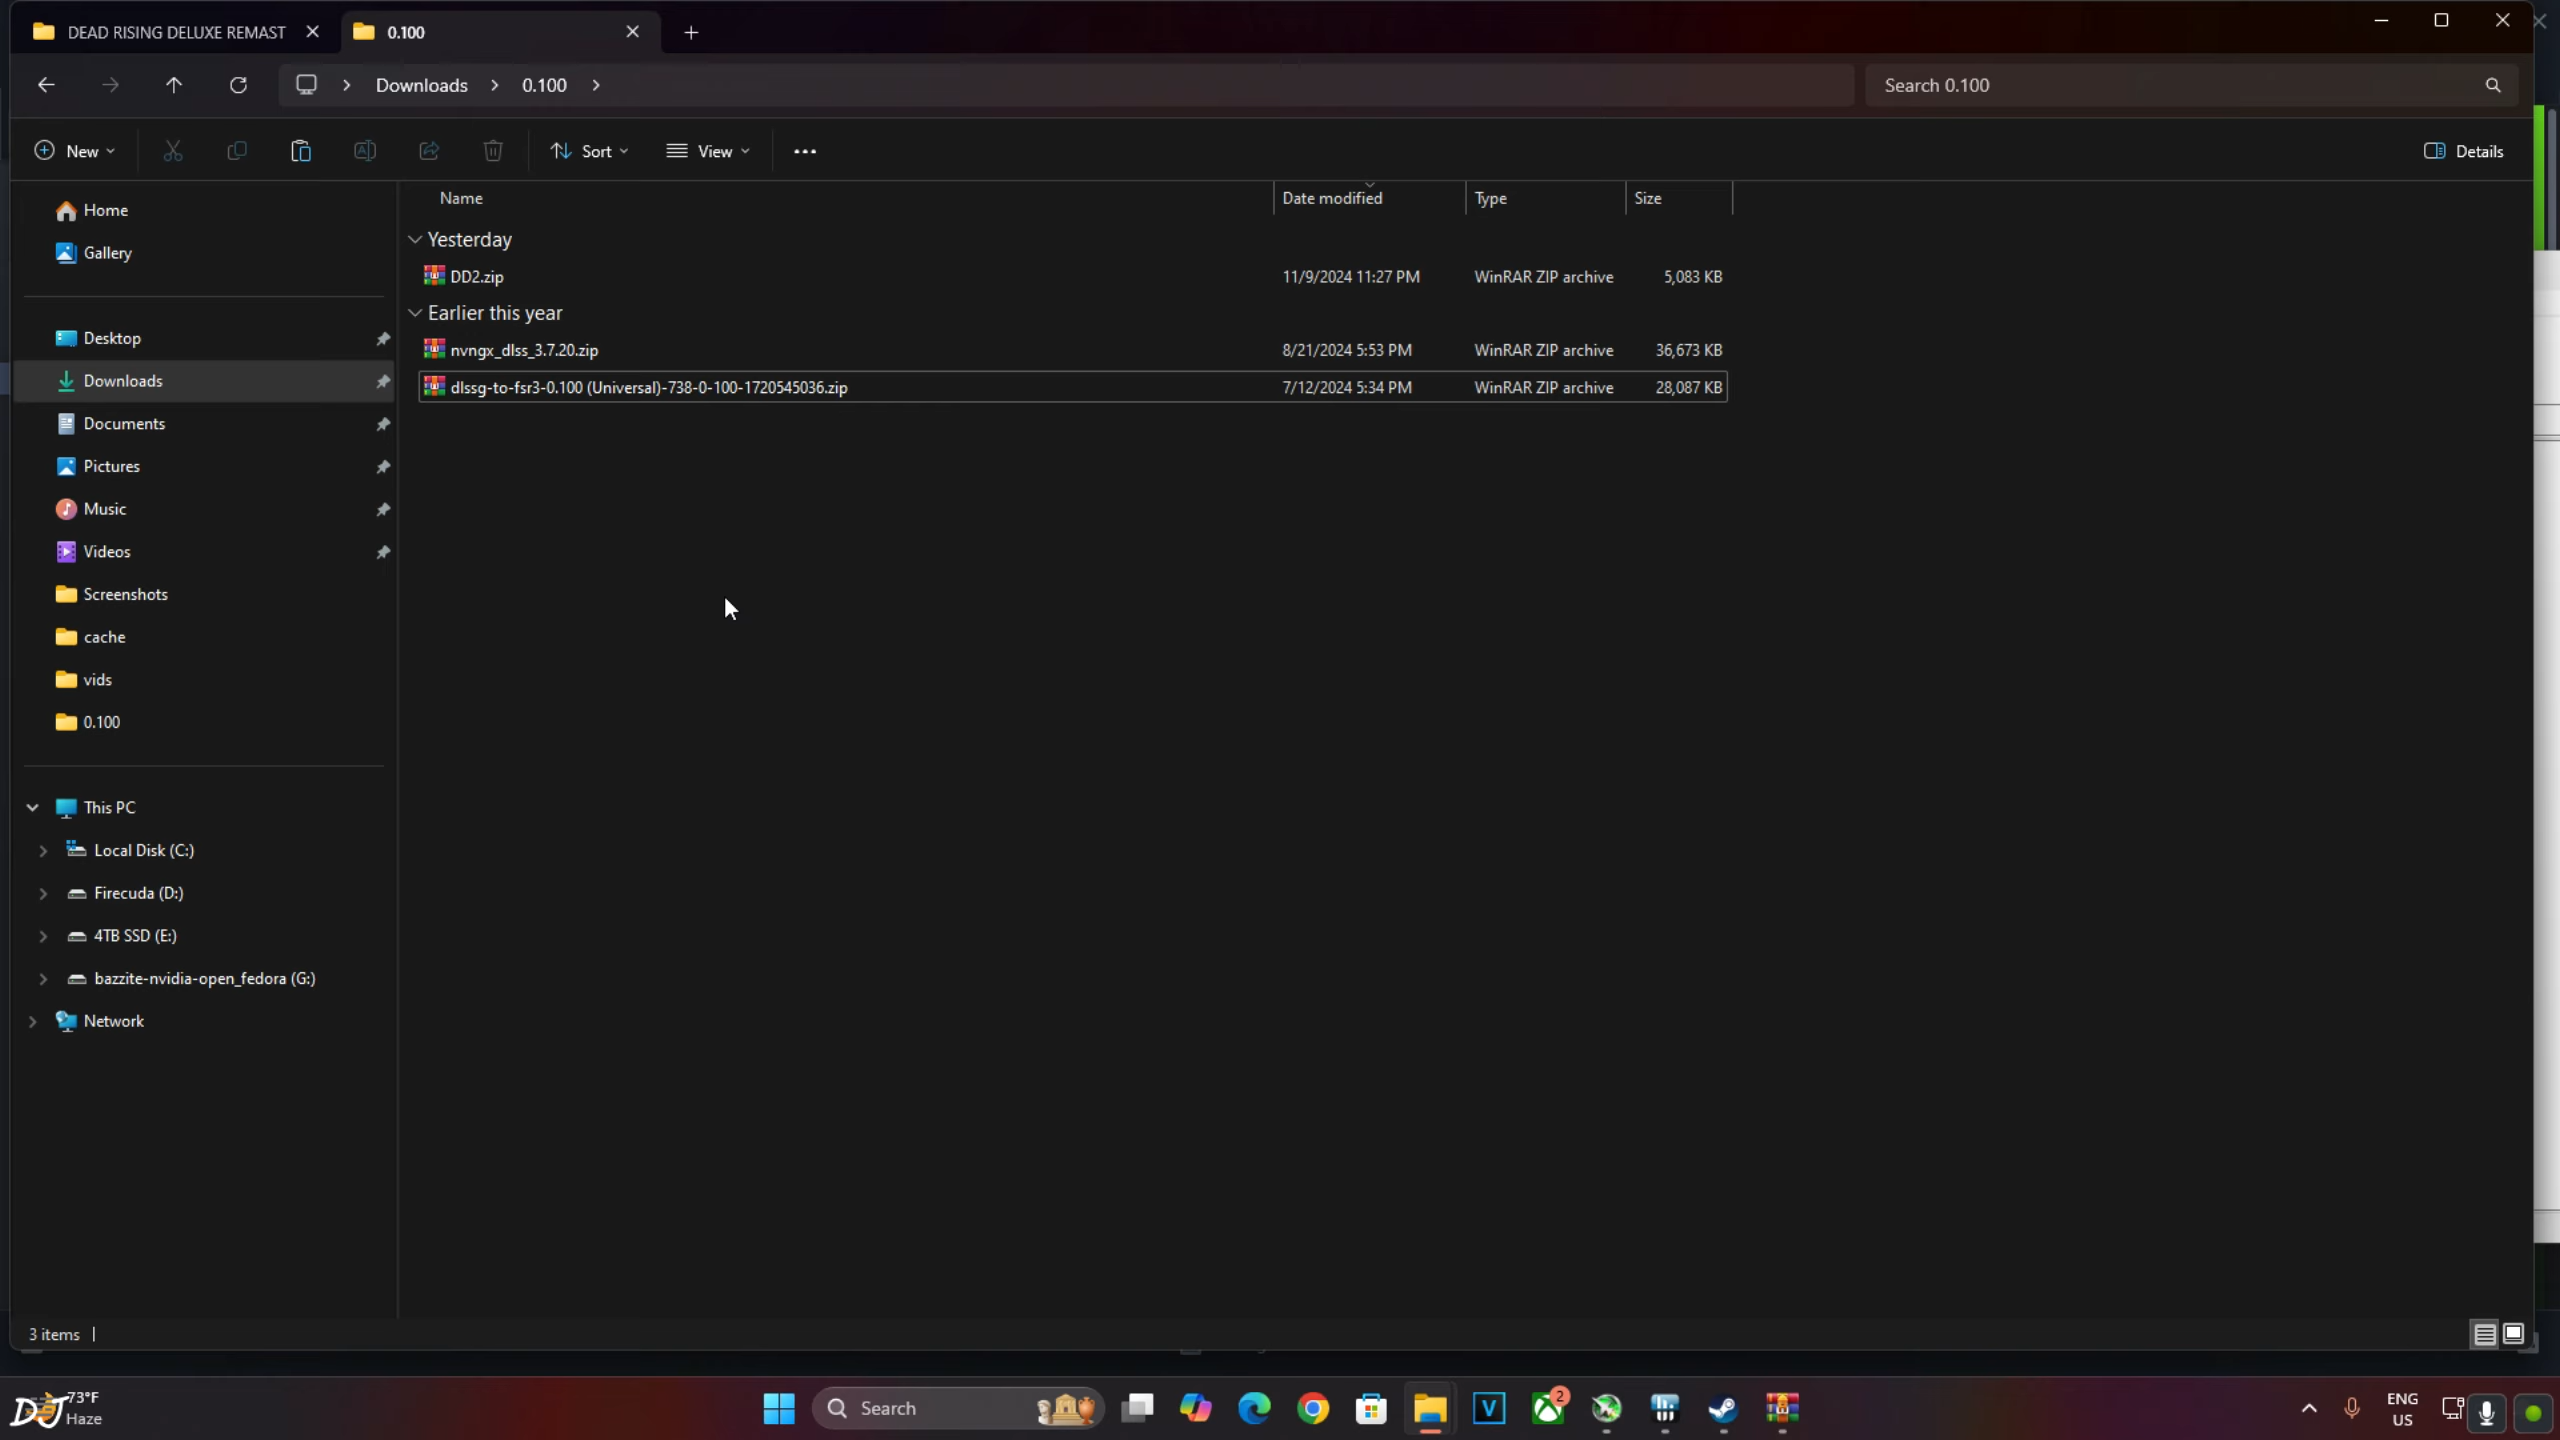 DEAD RISING DELUXE REMAST
0.100
Downloads
0.100
Search 0.100
New
Sort
View
Details
Name
Date modified
Type
Size
Home
Gallery
Desktop
Downloads
Documents
Pictures
Music
Videos
Screenshots
cache
vids
0.100
This PC
Local Disk (C:)
Firecuda (D:)
4TB SSD (E:)
bazzite-nvidia-open_fedora (G:)
Network
Yesterday
DD2.zip 11/9/2024 11:27 PM WinRAR ZIP archive 5,083 KB
Earlier this year
nvngx_dlss_3.7.20.zip 8/21/2024 5:53 PM WinRAR ZIP archive 36,673 KB
dlssg-to-fsr3-0.100 (Universal)-738-0-100-1720545036.zip 7/12/2024 5:34 PM WinRAR ZIP archive 28,087 KB
3 items
DJ
73°F
Haze
Search
V
2
ENG
US